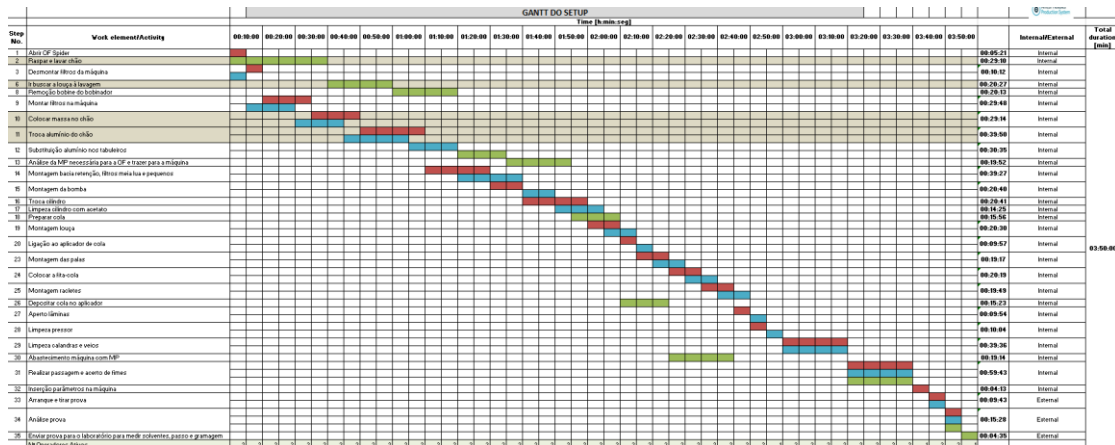 GANTT DO SETUP
Production System
Time [h:min:seg]
Step No. Work element/Activity 00:10:00 00:20:00 00:30:00 00:40:00 00:50:00 01:00:00 01:10:00 01:20:00 01:30:00 01:40:00 01:50:00 02:00:00 02:10:00 02:20:00 02:30:00 02:40:00 02:50:00 03:00:00 03:10:00 03:20:00 03:30:00 03:40:00 03:50:00 Internal/External Total duration [min]
1 Abrir OF Spider 00:05:21 Internal
2 Raspar e lavar chão 00:29:10 Internal
3 Desmontar filtros da máquina 00:10:12 Internal
6 Ir buscar a louça à lavagem 00:20:27 Internal
8 Remoção bobine do bobinador 00:20:13 Internal
9 Montar filtros na máquina 00:29:48 Internal
10 Colocar massa no chão 00:29:14 Internal
11 Troca alumínio do chão 00:39:50 Internal
12 Substituição alumínio nos tabuleiros 00:30:35 Internal
13 Análise da MP necessária para a OF e trazer para a máquina 00:19:52 Internal
14 Montagem bacia retenção, filtros meia lua e pequenos 00:39:27 Internal
15 Montagem da bomba 00:20:40 Internal
16 Troca cilindro 00:20:41 Internal
17 Limpeza cilindro com acetato 00:14:25 Internal
18 Preparar cola 00:15:56 Internal
19 Montagem louça 00:20:30 Internal
20 Ligação ao aplicador de cola 00:09:57 Internal
03:50:00
23 Montagem das palas 00:19:17 Internal
24 Colocar a fita-cola 00:20:19 Internal
25 Montagem racletes 00:19:49 Internal
26 Depositar cola no aplicador 00:15:23 Internal
27 Aperto lâminas 00:09:54 Internal
28 Limpeza pressor 00:10:04 Internal
29 Limpeza calandras e veios 00:39:36 Internal
30 Abastecimento máquina com MP 00:19:14 Internal
31 Realizar passagem e acerto de filmes 00:59:43 Internal
32 Inserção parâmetros na máquina 00:04:13 Internal
33 Arranque e tirar prova 00:09:43 External
34 Análise prova 00:15:28 External
35 Enviar prova para o laboratório para medir solventes, passo e gramagem 00:04:35 External